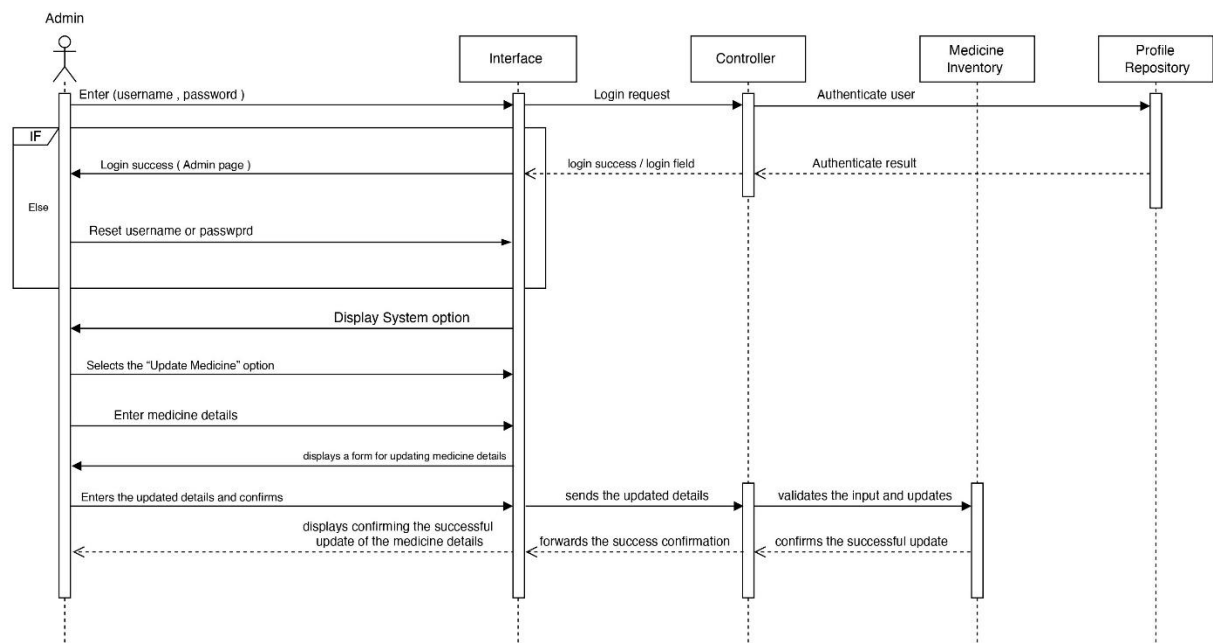 Admin
Interface
Controller
Medicine
Inventory
Profile
Repository
Enter (username , password )
Login request
Authenticate user
IF
Login success ( Admin page )
login success / login field
Authenticate result
Else
Reset username or passwprd
Display System option
Selects the “Update Medicine” option
Enter medicine details
displays a form for updating medicine details
Enters the updated details and confirms
sends the updated details
validates the input and updates
displays confirming the successful
update of the medicine details
forwards the success confirmation
confirms the successful update